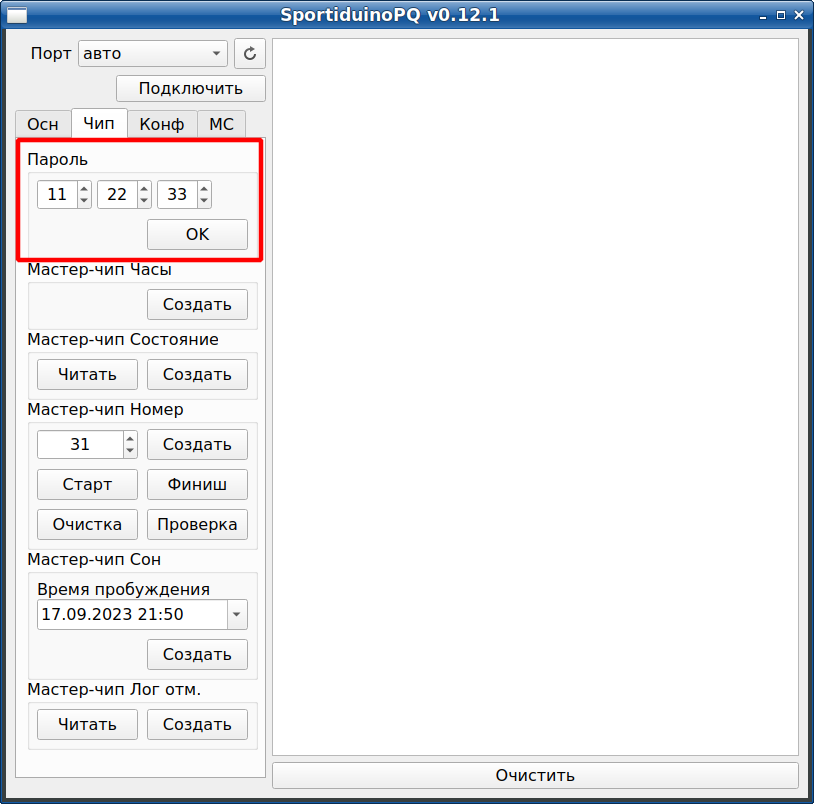 SportiduinoPQ v0.12.1
Порт авто
Подключить
Осн Чип Конф МС
Пароль
11 22 33
OK
Мастер-чип Часы
Создать
Мастер-чип Состояние
Читать Создать
Мастер-чип Номер
31 Создать
Старт Финиш
Очистка Проверка
Мастер-чип Сон
Время пробуждения
17.09.2023 21:50
Создать
Мастер-чип Лог отм.
Читать Создать
Очистить